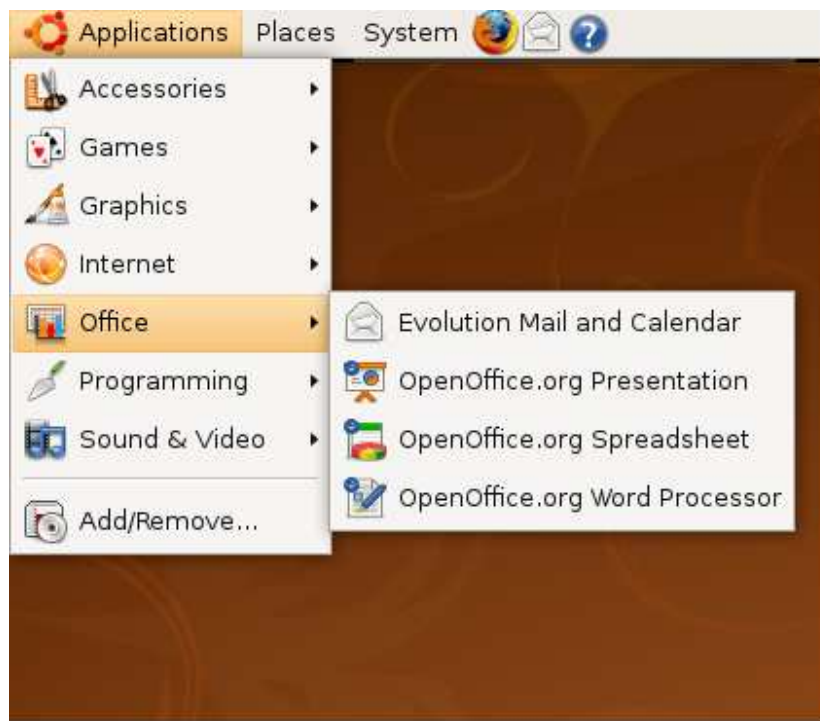 Applications Places System
Accessories
Games
Graphics
Internet
Office
Programming
Sound & Video
Add/Remove...
Evolution Mail and Calendar
OpenOffice.org Presentation
OpenOffice.org Spreadsheet
OpenOffice.org Word Processor